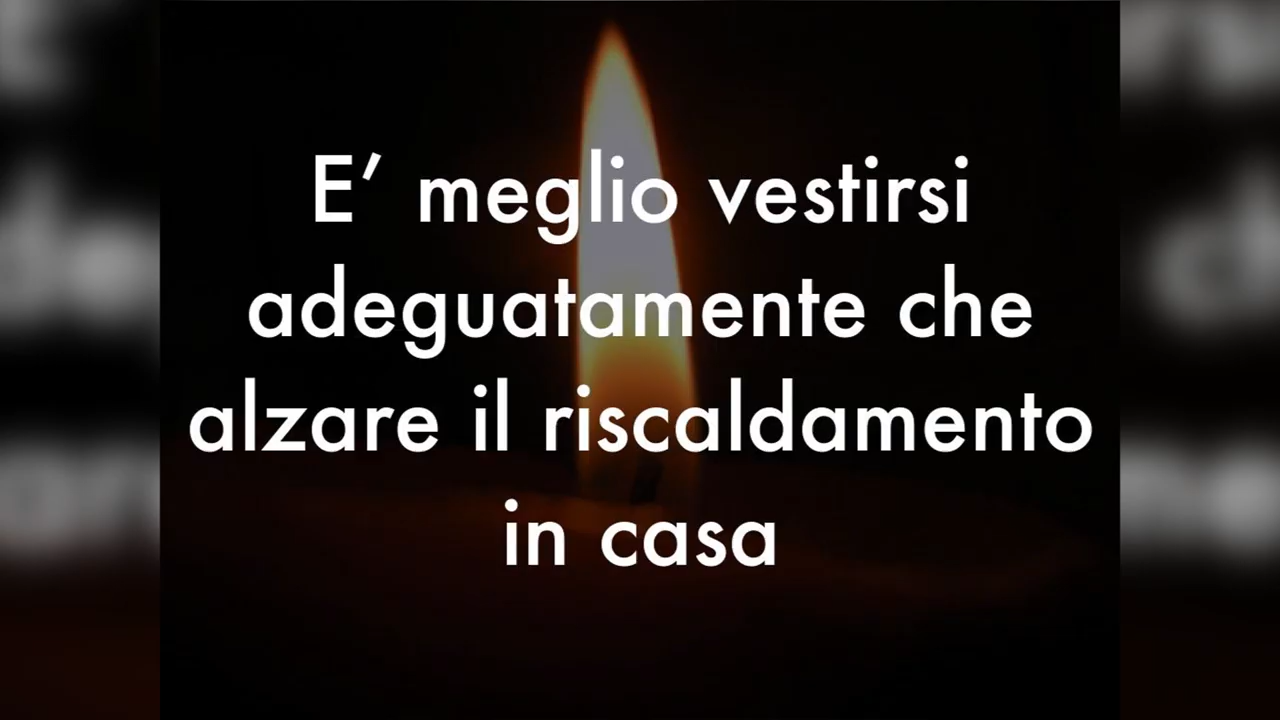 E’ meglio vestirsi
adeguatamente che
alzare il riscaldamento
in casa